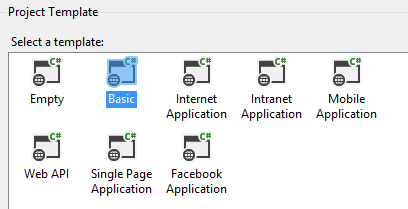 Project Template
Select a template:
C# C# C# C# C#
Empty Basic Internet Application Intranet Application Mobile Application
C# C# C#
Web API Single Page Application Facebook Application